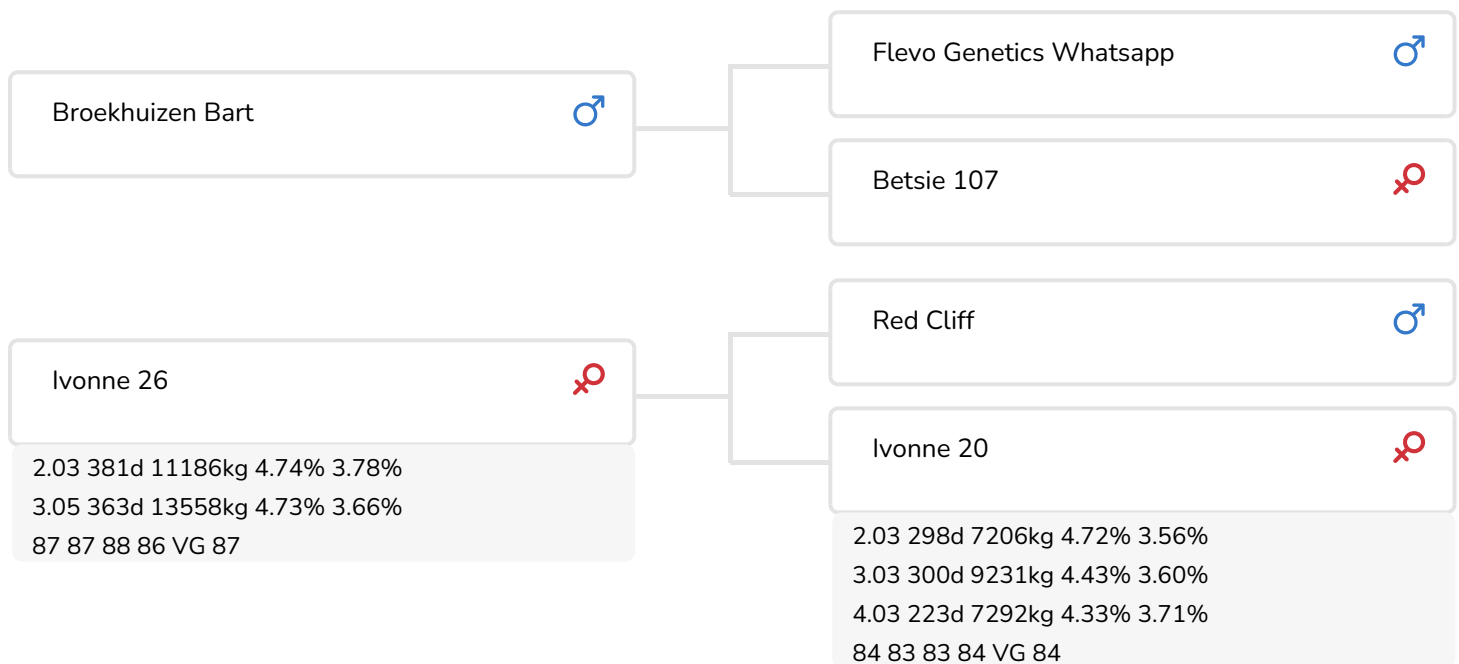 Broekhuizen Bart
Flevo Genetics Whatsapp
Betsie 107
Ivonne 26
2.03 381d 11186kg 4.74% 3.78%
3.05 363d 13558kg 4.73% 3.66%
87 87 88 86 VG 87
Red Cliff
Ivonne 20
2.03 298d 7206kg 4.72% 3.56%
3.03 300d 9231kg 4.43% 3.60%
4.03 223d 7292kg 4.33% 3.71%
84 83 83 84 VG 84